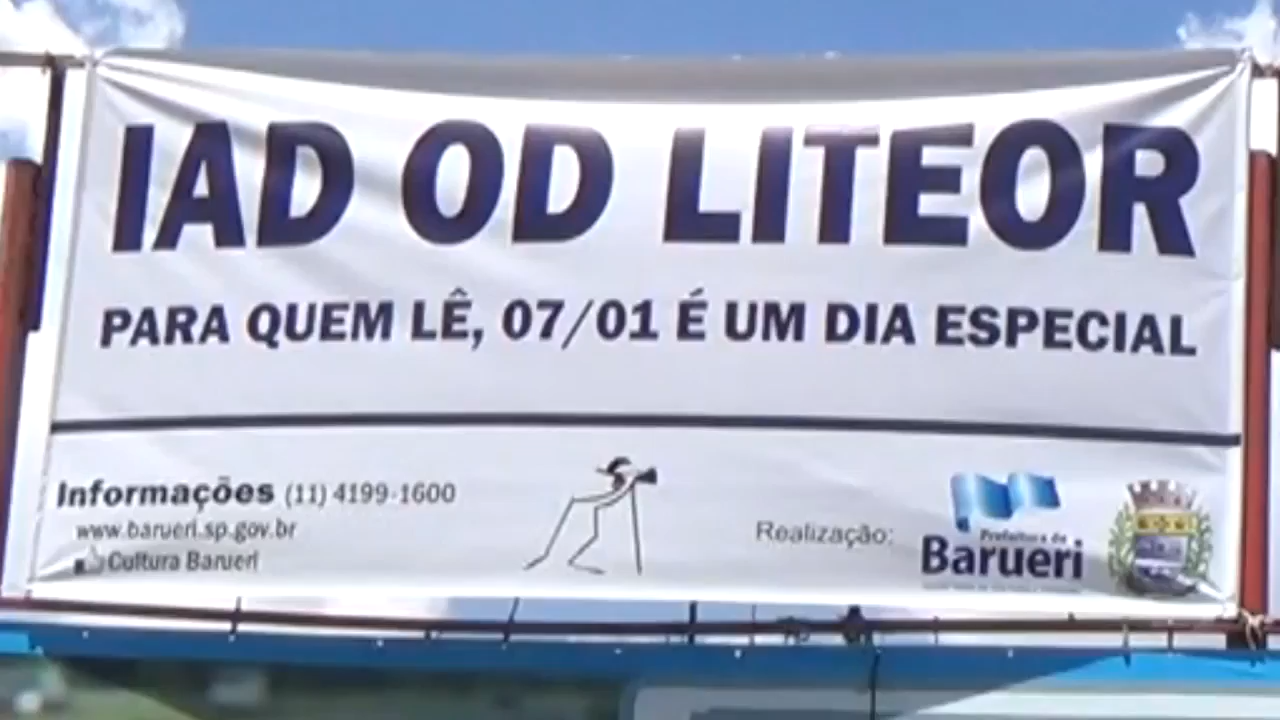 IAD OD LITEOR
PARA QUEM LÊ, 07/01 É UM DIA ESPECIAL
Informações (11) 4199-1600
www.barueri.sp.gov.br
Cultura Barueri
Realização:
Prefeitura de
Barueri